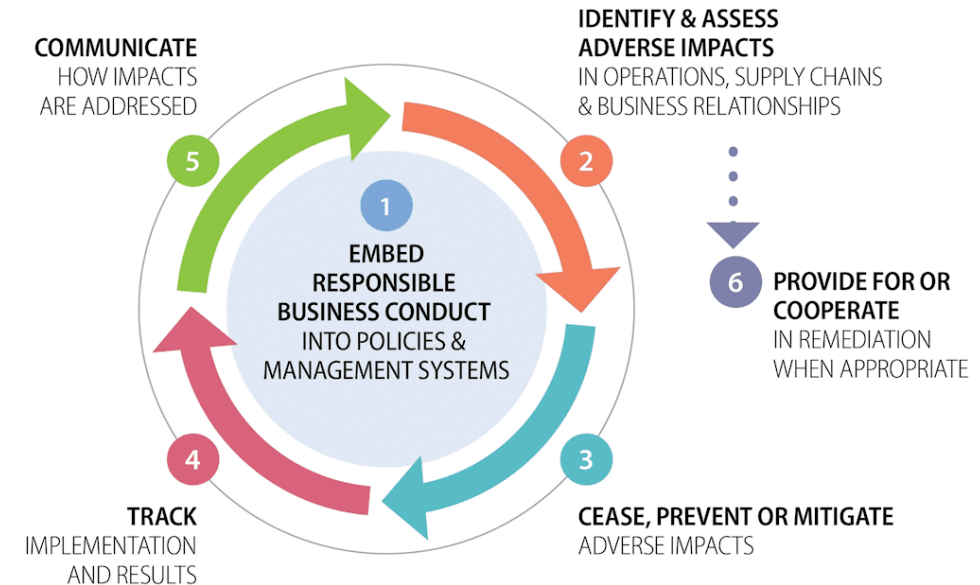 1
EMBED
RESPONSIBLE
BUSINESS CONDUCT
INTO POLICIES &
MANAGEMENT SYSTEMS
2
IDENTIFY & ASSESS
ADVERSE IMPACTS
IN OPERATIONS, SUPPLY CHAINS
& BUSINESS RELATIONSHIPS
3
CEASE, PREVENT OR MITIGATE
ADVERSE IMPACTS
4
TRACK
IMPLEMENTATION
AND RESULTS
5
COMMUNICATE
HOW IMPACTS
ARE ADDRESSED
6
PROVIDE FOR OR
COOPERATE
IN REMEDIATION
WHEN APPROPRIATE